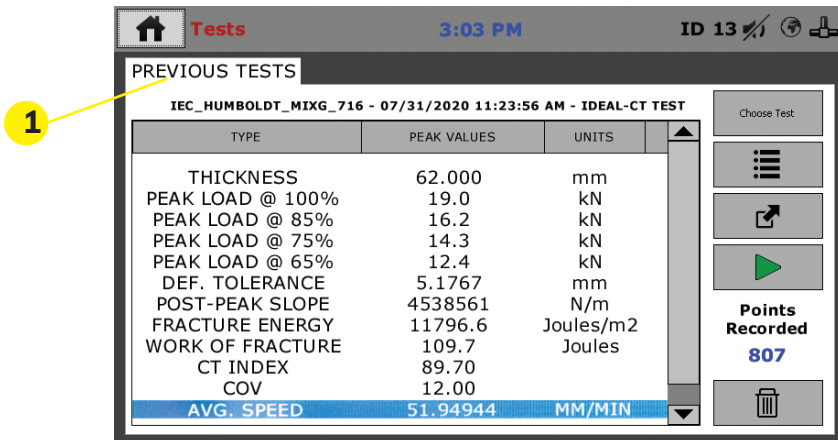 Tests 3:03 PM ID 13
PREVIOUS TESTS
1
IEC_HUMBOLDT_MIXG_716 - 07/31/2020 11:23:56 AM - IDEAL-CT TEST
Choose Test
TYPE PEAK VALUES UNITS
THICKNESS 62.000 mm
PEAK LOAD @ 100% 19.0 kN
PEAK LOAD @ 85% 16.2 kN
PEAK LOAD @ 75% 14.3 kN
PEAK LOAD @ 65% 12.4 kN
DEF. TOLERANCE 5.1767 mm
POST-PEAK SLOPE 4538561 N/m
FRACTURE ENERGY 11796.6 Joules/m2
WORK OF FRACTURE 109.7 Joules
CT INDEX 89.70
COV 12.00
AVG. SPEED 51.94944 MM/MIN
Points
Recorded
807